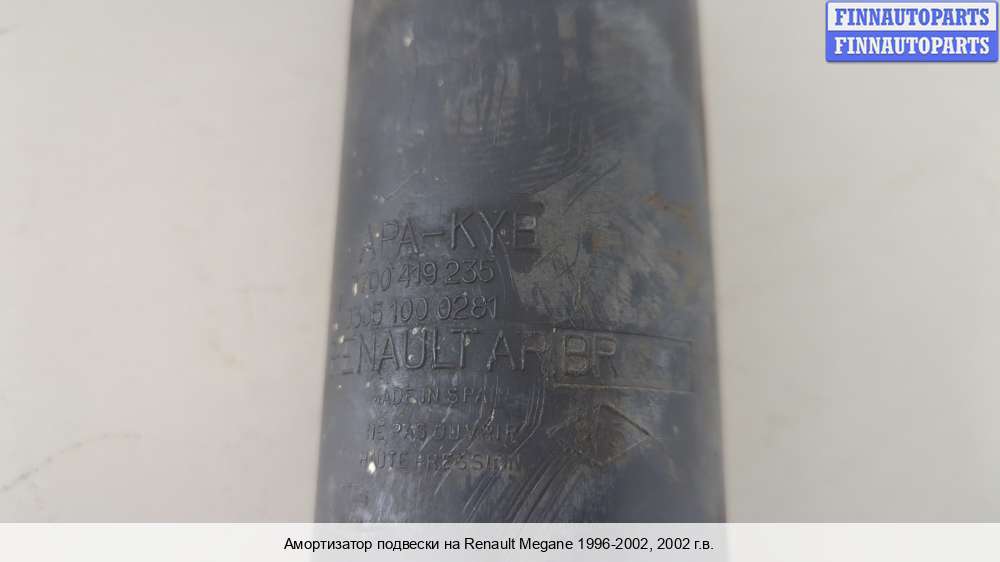 FINNAUTOPARTS
FINNAUTOPARTS
APA-KYB
7700 419 235
100 0281
RENAULT AR BR
MADE IN SPAIN
NE PAS OUVRIR
HAUTE PRESSION
Амортизатор подвески на Renault Megane 1996-2002, 2002 г.в.